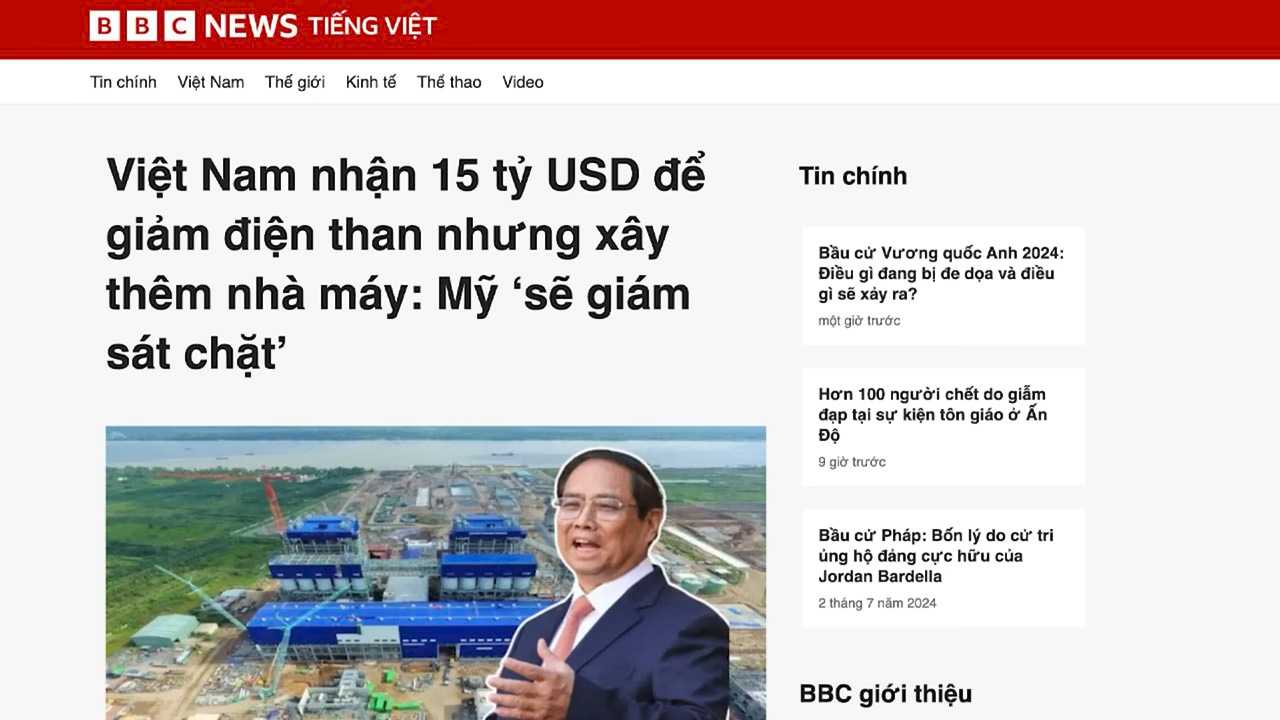 BBC NEWS TIẾNG VIỆT
Tin chính Việt Nam Thế giới Kinh tế Thể thao Video
Việt Nam nhận 15 tỷ USD để
giảm điện than nhưng xây
thêm nhà máy: Mỹ ‘sẽ giám
sát chặt’
Tin chính
Bầu cử Vương quốc Anh 2024:
Điều gì đang bị đe dọa và điều
gì sẽ xảy ra?
một giờ trước
Hơn 100 người chết do giẫm
đạp tại sự kiện tôn giáo ở Ấn
Độ
9 giờ trước
Bầu cử Pháp: Bốn lý do cử tri
ủng hộ đảng cực hữu của
Jordan Bardella
2 tháng 7 năm 2024
BBC giới thiệu